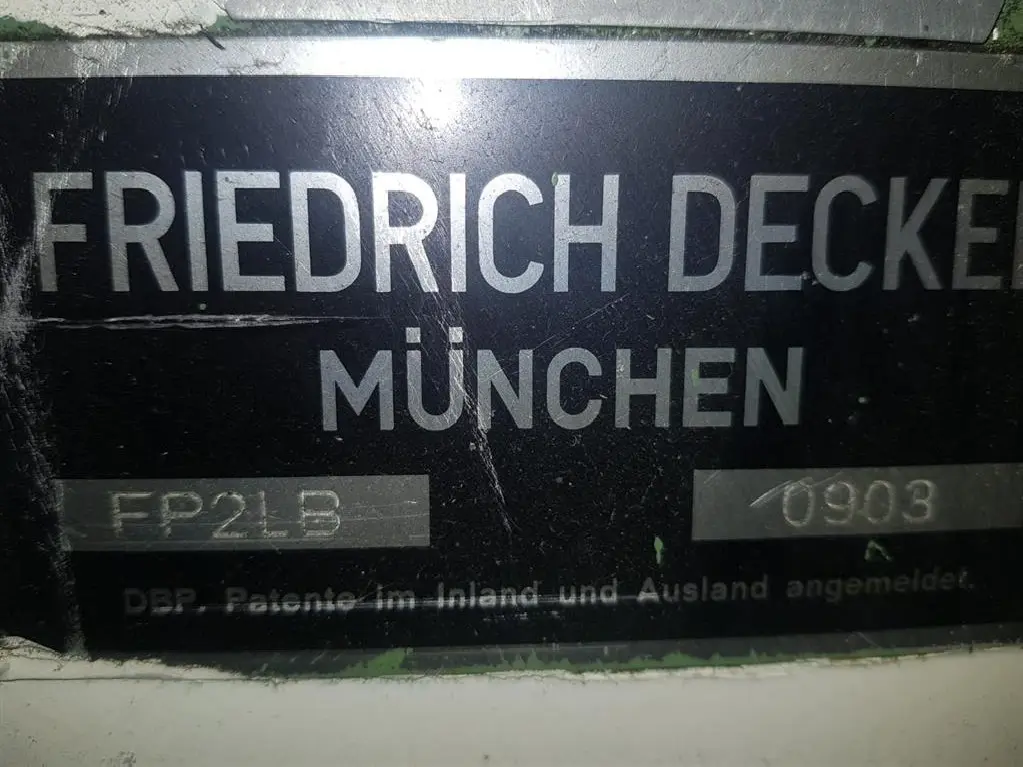 FRIEDRICH DECKEL
MÜNCHEN
FP2LB 0903
DBP. Patente im Inland und Ausland angemeldet.